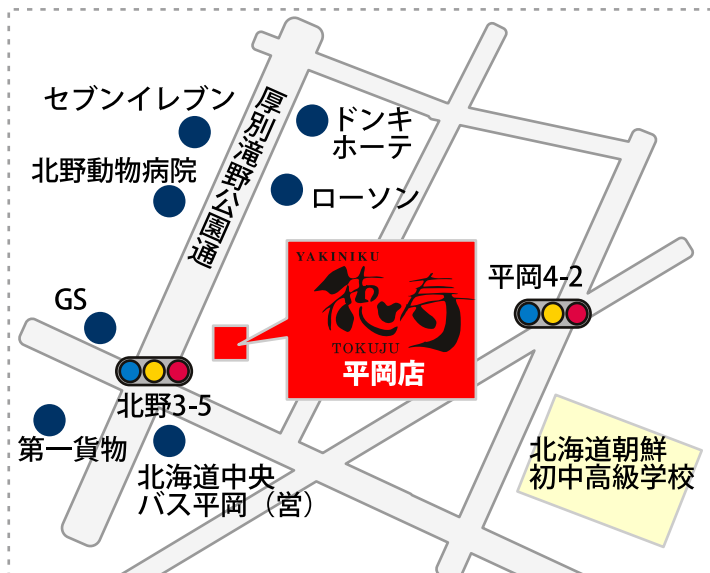 セブンイレブン
厚別滝野公園通
ドンキ
ホーテ
北野動物病院
ローソン
YAKINIKU
徳寿
TOKUJU
平岡店
平岡4-2
GS
北野3-5
第一貨物
北海道中央
バス平岡（営）
北海道朝鮮
初中高級学校